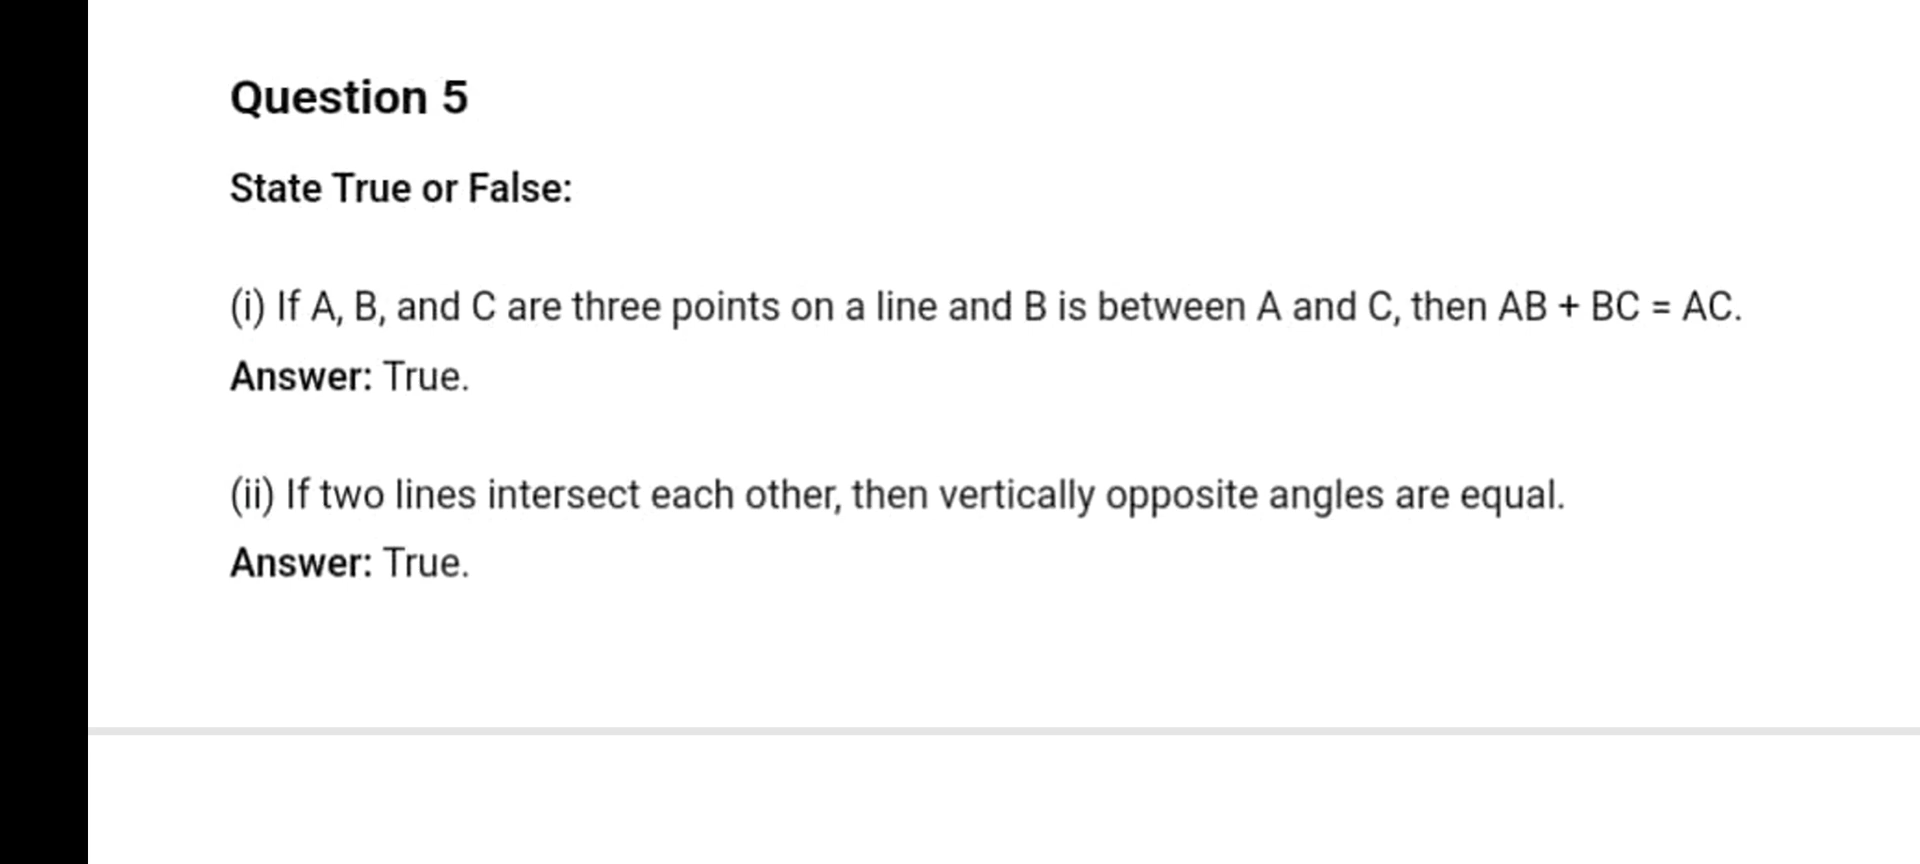 Question 5
State True or False:
(i) If A, B, and C are three points on a line and B is between A and C, then AB + BC = AC.
Answer: True.
(ii) If two lines intersect each other, then vertically opposite angles are equal.
Answer: True.